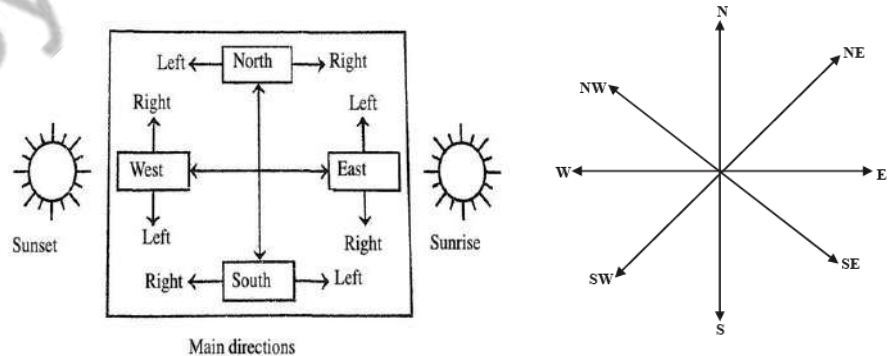 Left North Right
Right Left
West East
Left Right
Sunset Sunrise
Right South Left
Main directions
N
NE
NW
W E
SW SE
S